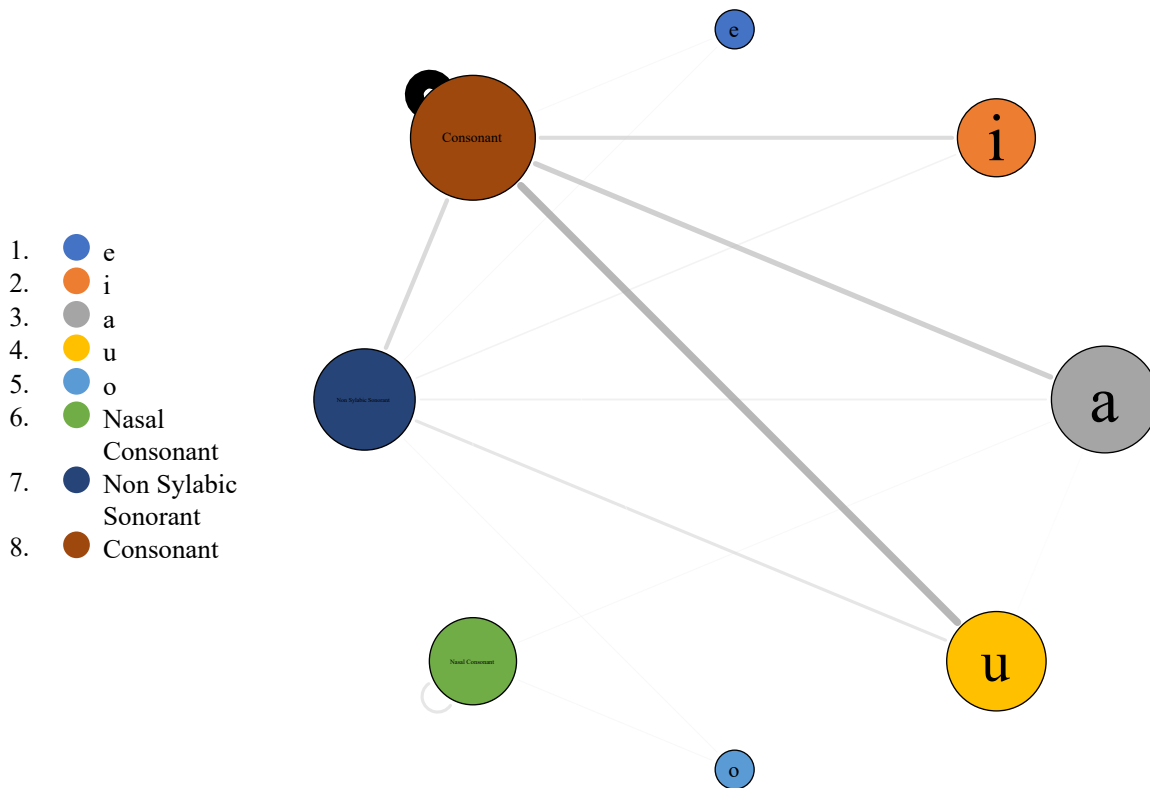 e
Consonant
i
1. e
2. i
3. a
4. u
5. o
6. Nasal
Consonant
7. Non Sylabic
Sonorant
8. Consonant
Non Sylabic Sonorant
a
Nasal Consonant
u
o